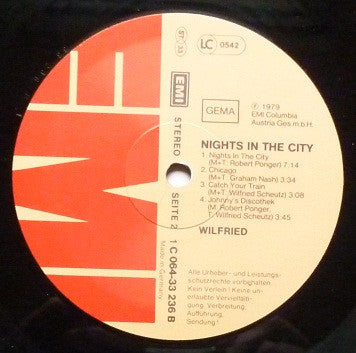 EMI
ST 33
LC 0542
GEMA
℗ 1979
EMI Columbia
Austria Ges.m.b.H.
EMI
STEREO
SEITE 2
1 C 064-33 236 B
Made in Germany
NIGHTS IN THE CITY
1. Nights In The City
(M+T: Robert Ponger) 7:14
2. Chicago
(M+T: Graham Nash) 3:34
3. Catch Your Train
(M+T: Wilfried Scheutz) 3:08
4. Johnny's Discothek
(M: Robert Ponger
T: Wilfried Scheutz) 3:45
WILFRIED
Alle Urheber- und Leistungs-
schutzrechte vorbehalten.
Kein Verleih! Keine un-
erlaubte Vervielfälti-
gung, Verbreitung,
Aufführung,
Sendung!